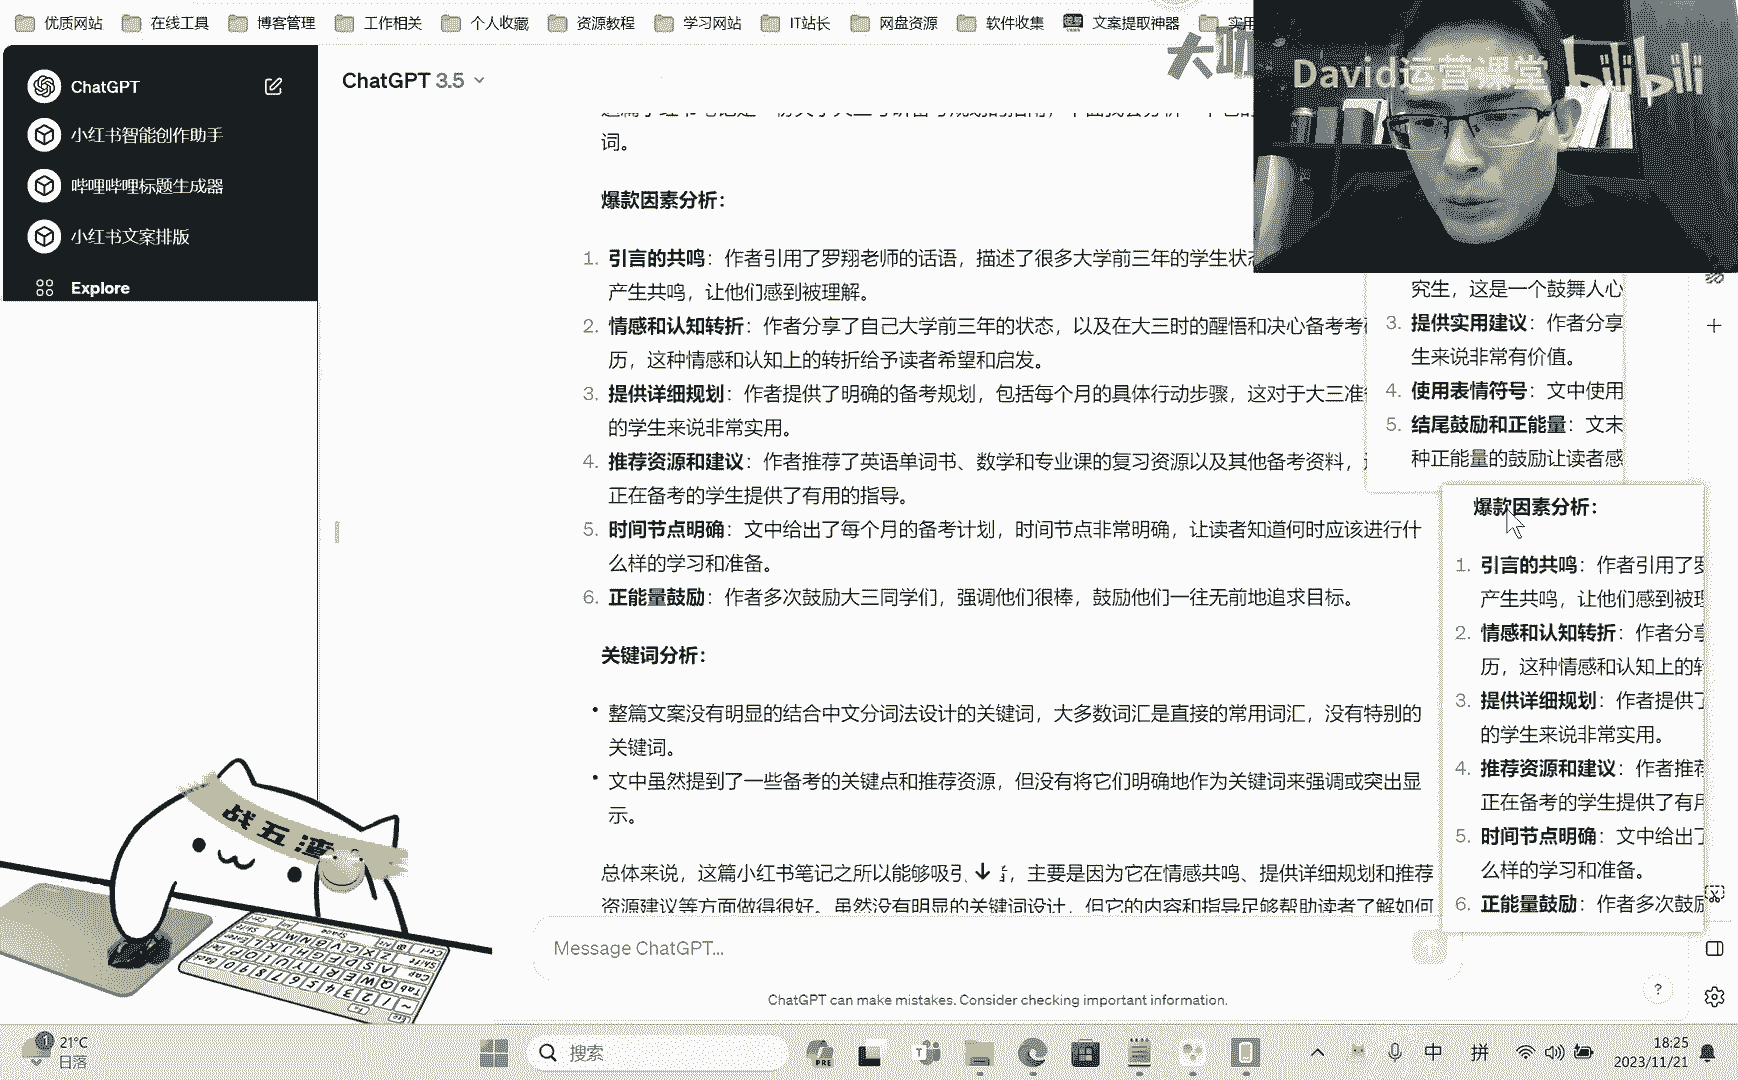 优质网站
在线工具
博客管理
工作相关
个人收藏
资源教程
学习网站
IT站长
网盘资源
软件收集
文案提取神器
实用
David运营课堂
bilibili
ChatGPT
小红书智能创作助手
哔哩哔哩标题生成器
小红书文案排版
Explore
ChatGPT 3.5
词。
爆款因素分析：
1. 引言的共鸣：作者引用了罗翔老师的话语，描述了很多大学前三年的学生状态
产生共鸣，让他们感到被理解。
2. 情感和认知转折：作者分享了自己大学前三年的状态，以及在大三时的醒悟和决心备考考
历，这种情感和认知上的转折给予读者希望和启发。
3. 提供详细规划：作者提供了明确的备考规划，包括每个月的具体行动步骤，这对于大三准
的学生来说非常实用。
4. 推荐资源和建议：作者推荐了英语单词书、数学和专业课的复习资源以及其他备考资料，
正在备考的学生提供了有用的指导。
5. 时间节点明确：文中给出了每个月的备考计划，时间节点非常明确，让读者知道何时应该进行什
么样的学习和准备。
6. 正能量鼓励：作者多次鼓励大三同学们，强调他们很棒，鼓励他们一往无前地追求目标。
关键词分析：
• 整篇文案没有明显的结合中文分词法设计的关键词，大多数词汇是直接的常用词汇，没有特别的
关键词。
• 文中虽然提到了一些备考的关键点和推荐资源，但没有将它们明确地作为关键词来强调或突出显
示。
总体来说，这篇小红书笔记之所以能够吸引，主要是因为它在情感共鸣、提供详细规划和推荐
资源建议等方面做得很好。虽然没有明显的关键词设计，但它的内容和指导足够帮助读者了解如何
Message ChatGPT...
ChatGPT can make mistakes. Consider checking important information.
究生，这是一个鼓舞人心
3. 提供实用建议：作者分享
生来说非常有价值。
4. 使用表情符号：文中使用
5. 结尾鼓励和正能量：文末
种正能量的鼓励让读者感
爆款因素分析：
1. 引言的共鸣：作者引用了罗
产生共鸣，让他们感到被理
2. 情感和认知转折：作者分享
历，这种情感和认知上的转
3. 提供详细规划：作者提供了
的学生来说非常实用。
4. 推荐资源和建议：作者推荐
正在备考的学生提供了有用
5. 时间节点明确：文中给出了
么样的学习和准备。
6. 正能量鼓励：作者多次鼓励
?
战五渣
1
21°C
日落
搜索
PRE
中
拼
18:25
2023/11/21